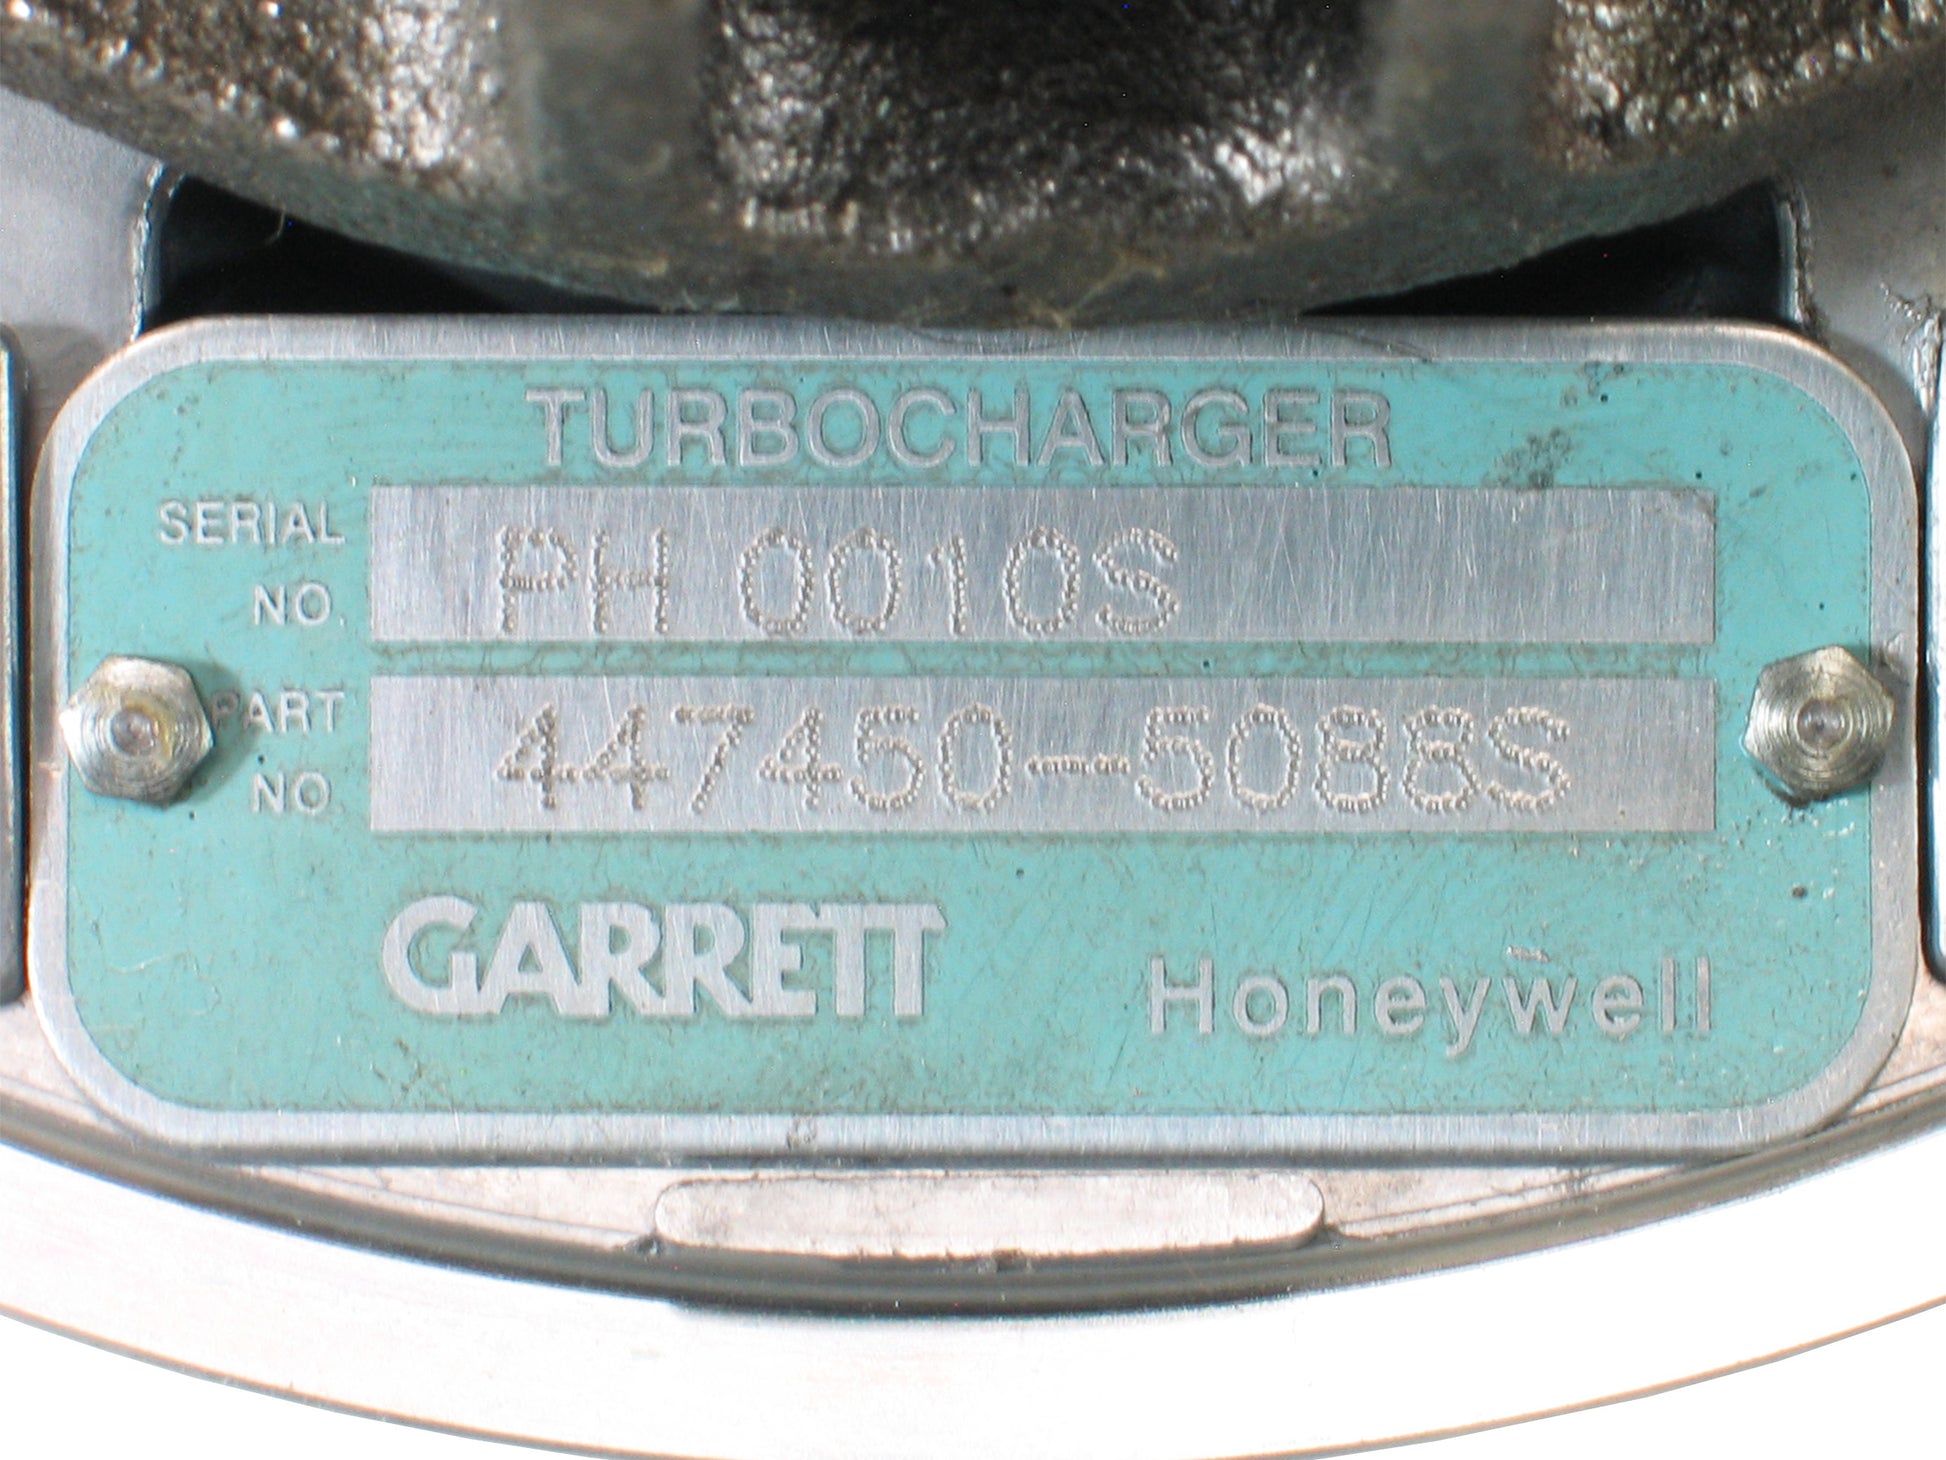 TURBOCHARGER
SERIAL NO. PH 0010S
PART NO 447450-5088S
GARRETT Honeywell